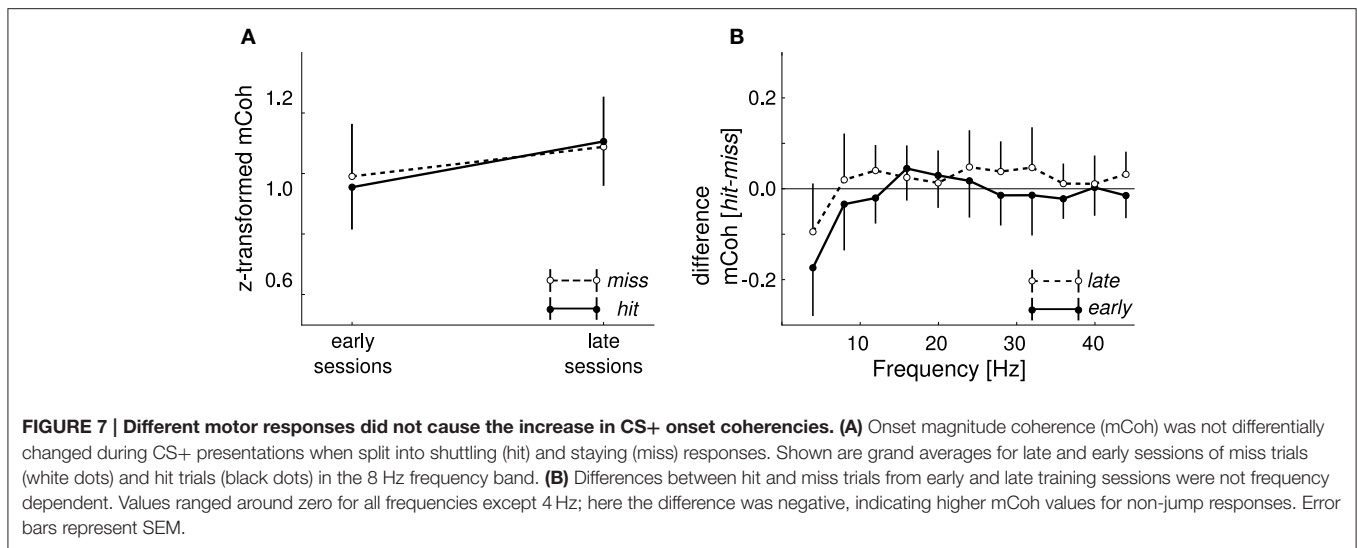 A
B
z-transformed mCoh
1.2
1.0
0.6
miss
hit
early
sessions
late
sessions
difference
mCoh [hit-miss]
0.2
0.0
-0.2
late
early
10
20
30
40
Frequency [Hz]
FIGURE 7 | Different motor responses did not cause the increase in CS+ onset coherencies. (A) Onset magnitude coherence (mCoh) was not differentially
changed during CS+ presentations when split into shuttling (hit) and staying (miss) responses. Shown are grand averages for late and early sessions of miss trials
(white dots) and hit trials (black dots) in the 8 Hz frequency band. (B) Differences between hit and miss trials from early and late training sessions were not frequency
dependent. Values ranged around zero for all frequencies except 4 Hz; here the difference was negative, indicating higher mCoh values for non-jump responses. Error
bars represent SEM.